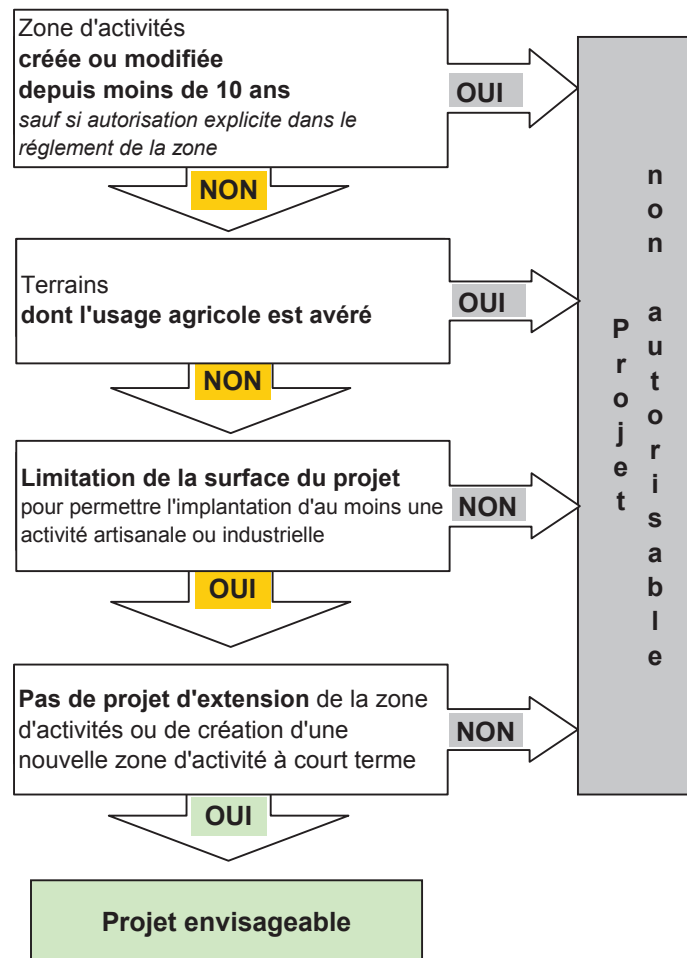 Zone d'activités
créée ou modifiée
depuis moins de 10 ans
sauf si autorisation explicite dans le
réglement de la zone
OUI
NON
Terrains
dont l'usage agricole est avéré
OUI
NON
Limitation de la surface du projet
pour permettre l'implantation d'au moins une
activité artisanale ou industrielle
NON
OUI
Pas de projet d'extension de la zone
d'activités ou de création d'une
nouvelle zone d'activité à court terme
NON
OUI
Projet envisageable
Projet
non autorisable